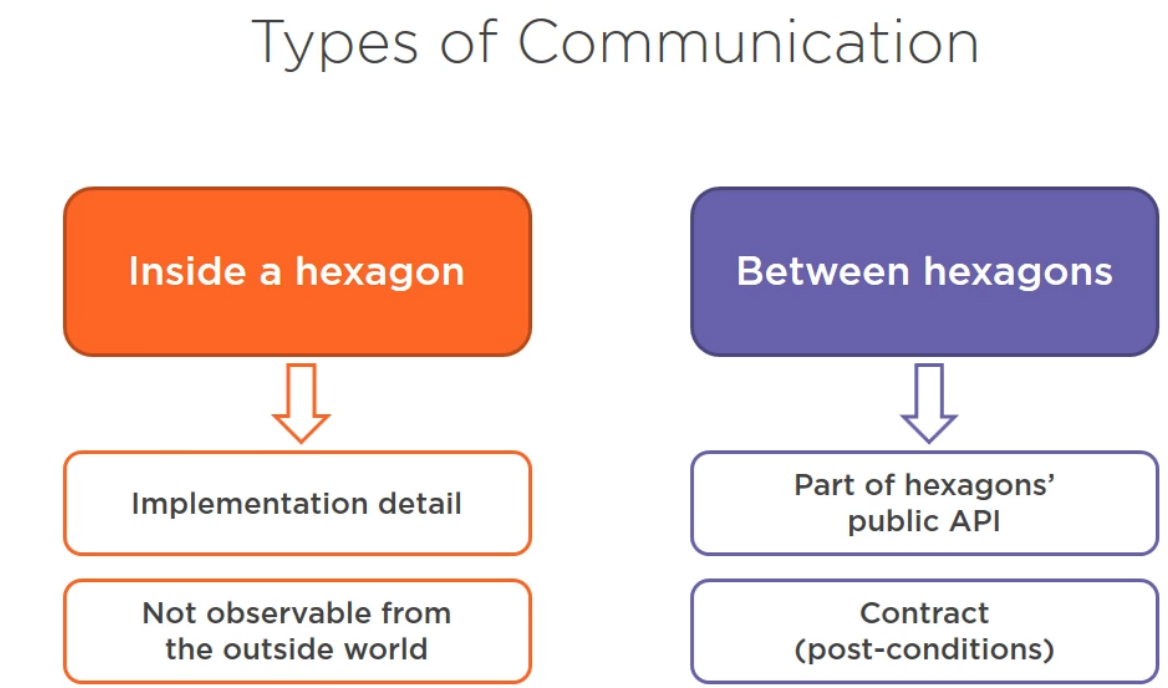 Types of Communication
Inside a hexagon
Implementation detail
Not observable from
the outside world
Between hexagons
Part of hexagons’
public API
Contract
(post-conditions)